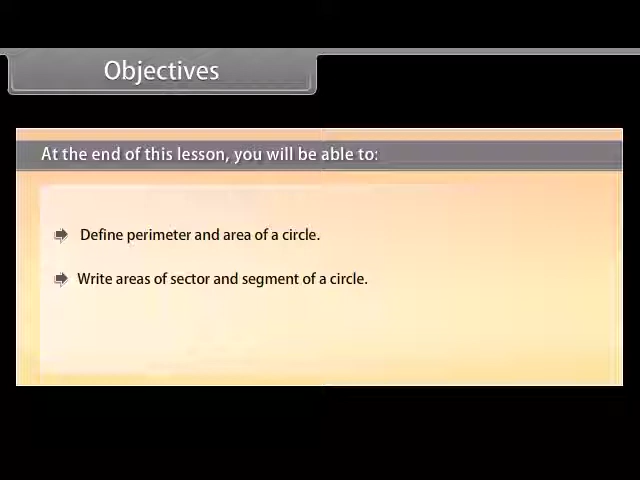 Objectives
At the end of this lesson, you will be able to:
Define perimeter and area of a circle.
Write areas of sector and segment of a circle.